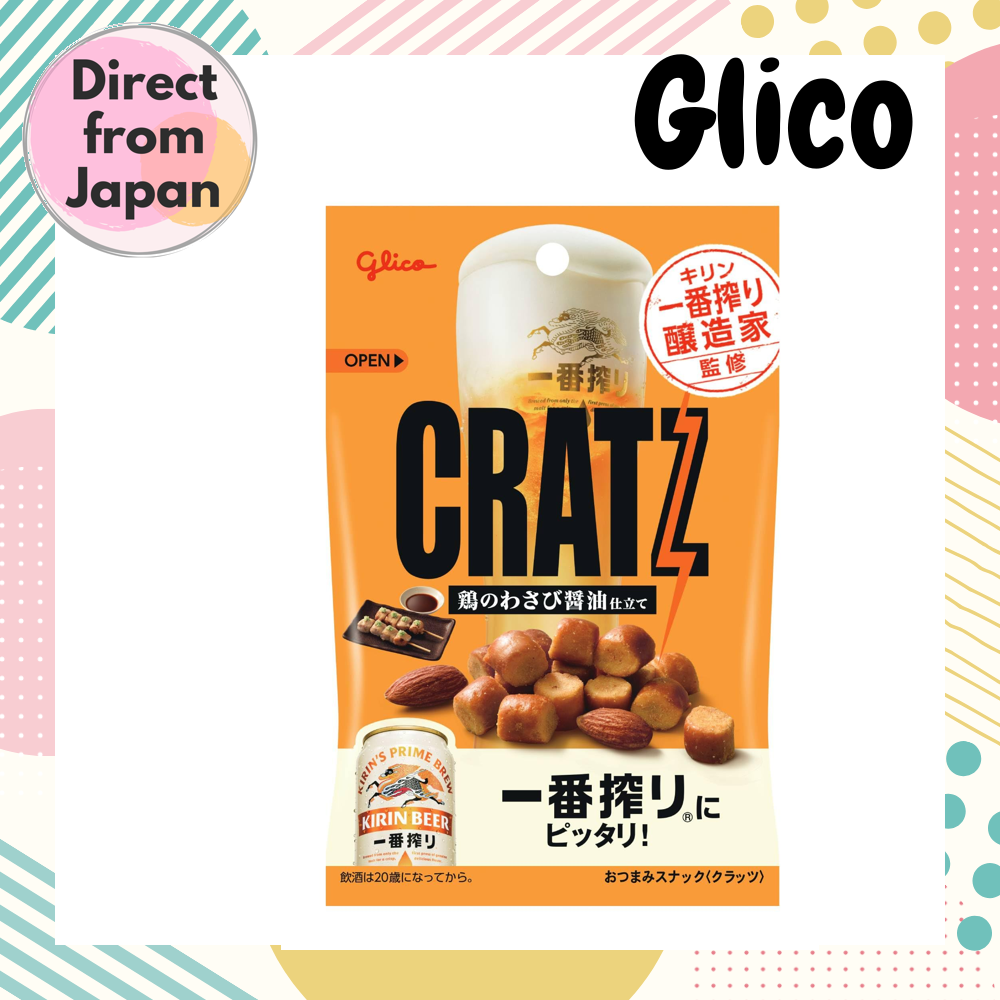 Direct
from
Japan
Glico
Glico
キリン
一番搾り
醸造家
監修
OPEN
一番搾り
CRATZ
鶏のわさび醤油仕立て
KIRIN'S PRIME BREW
KIRIN BEER
一番搾り
一番搾り®に
ピッタリ!
飲酒は20歳になってから。
おつまみスナック〈クラッツ〉